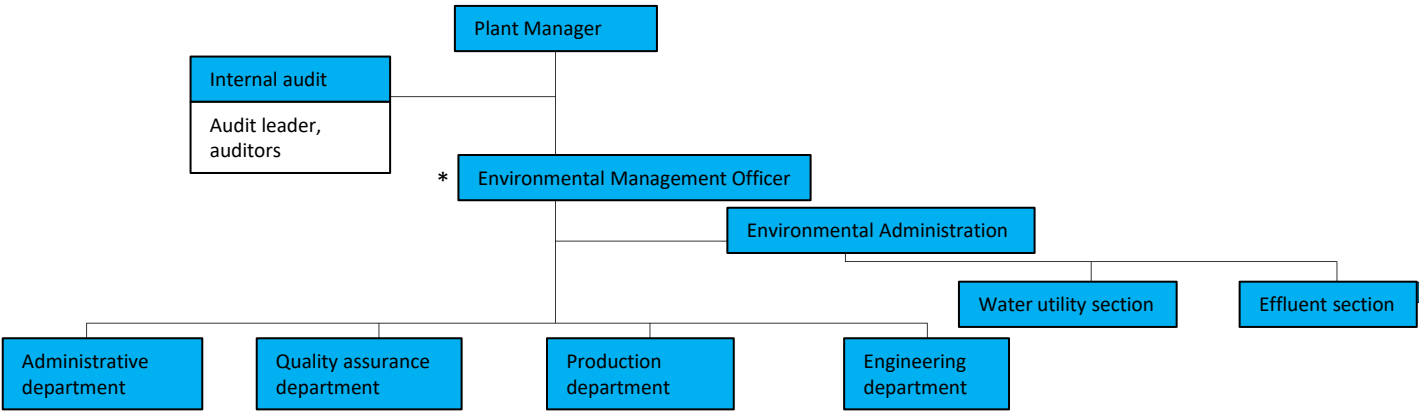 Plant Manager
Internal audit
Audit leader,
auditors
* Environmental Management Officer
Environmental Administration
Water utility section
Effluent section
Administrative
department
Quality assurance
department
Production
department
Engineering
department